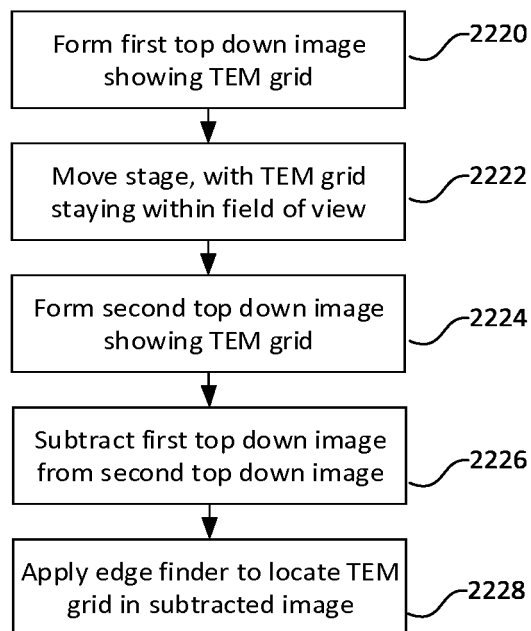 Form first top down image
showing TEM grid
2220
Move stage, with TEM grid
staying within field of view
2222
Form second top down image
showing TEM grid
2224
Subtract first top down image
from second top down image
2226
Apply edge finder to locate TEM
grid in subtracted image
2228